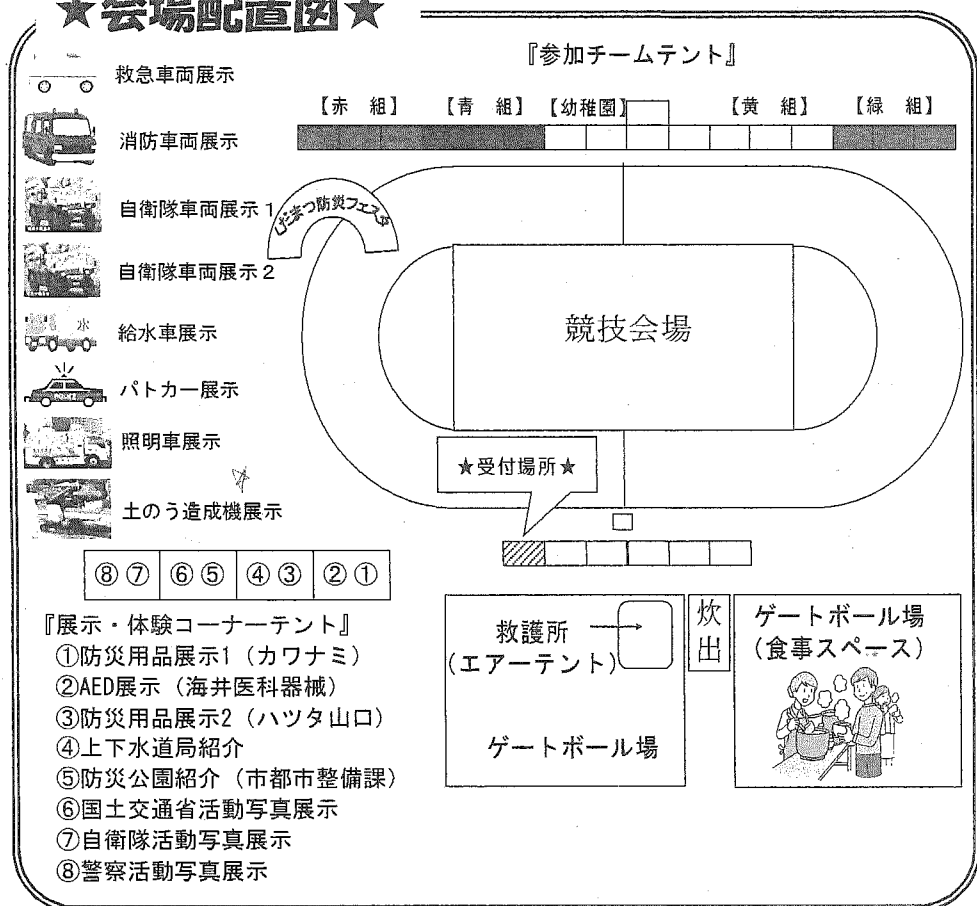 ★会場配置図★
『参加チームテント』
救急車両展示
【赤 組】 【青 組】 【幼稚園】 【黄 組】 【緑 組】
消防車両展示
自衛隊車両展示1
くだまつ防災フェスタ
自衛隊車両展示2
水
給水車展示
競技会場
パトカー展示
照明車展示
★受付場所★
土のう造成機展示
⑧⑦ ⑥⑤ ④③ ②①
『展示・体験コーナーテント』
①防災用品展示1（カワナミ）
②AED展示（海井医科器械）
③防災用品展示2（ハツタ山口）
④上下水道局紹介
⑤防災公園紹介（市都市整備課）
⑥国土交通省活動写真展示
⑦自衛隊活動写真展示
⑧警察活動写真展示
救護所
(エアーテント)
ゲートボール場
炊出
ゲートボール場
(食事スペース)